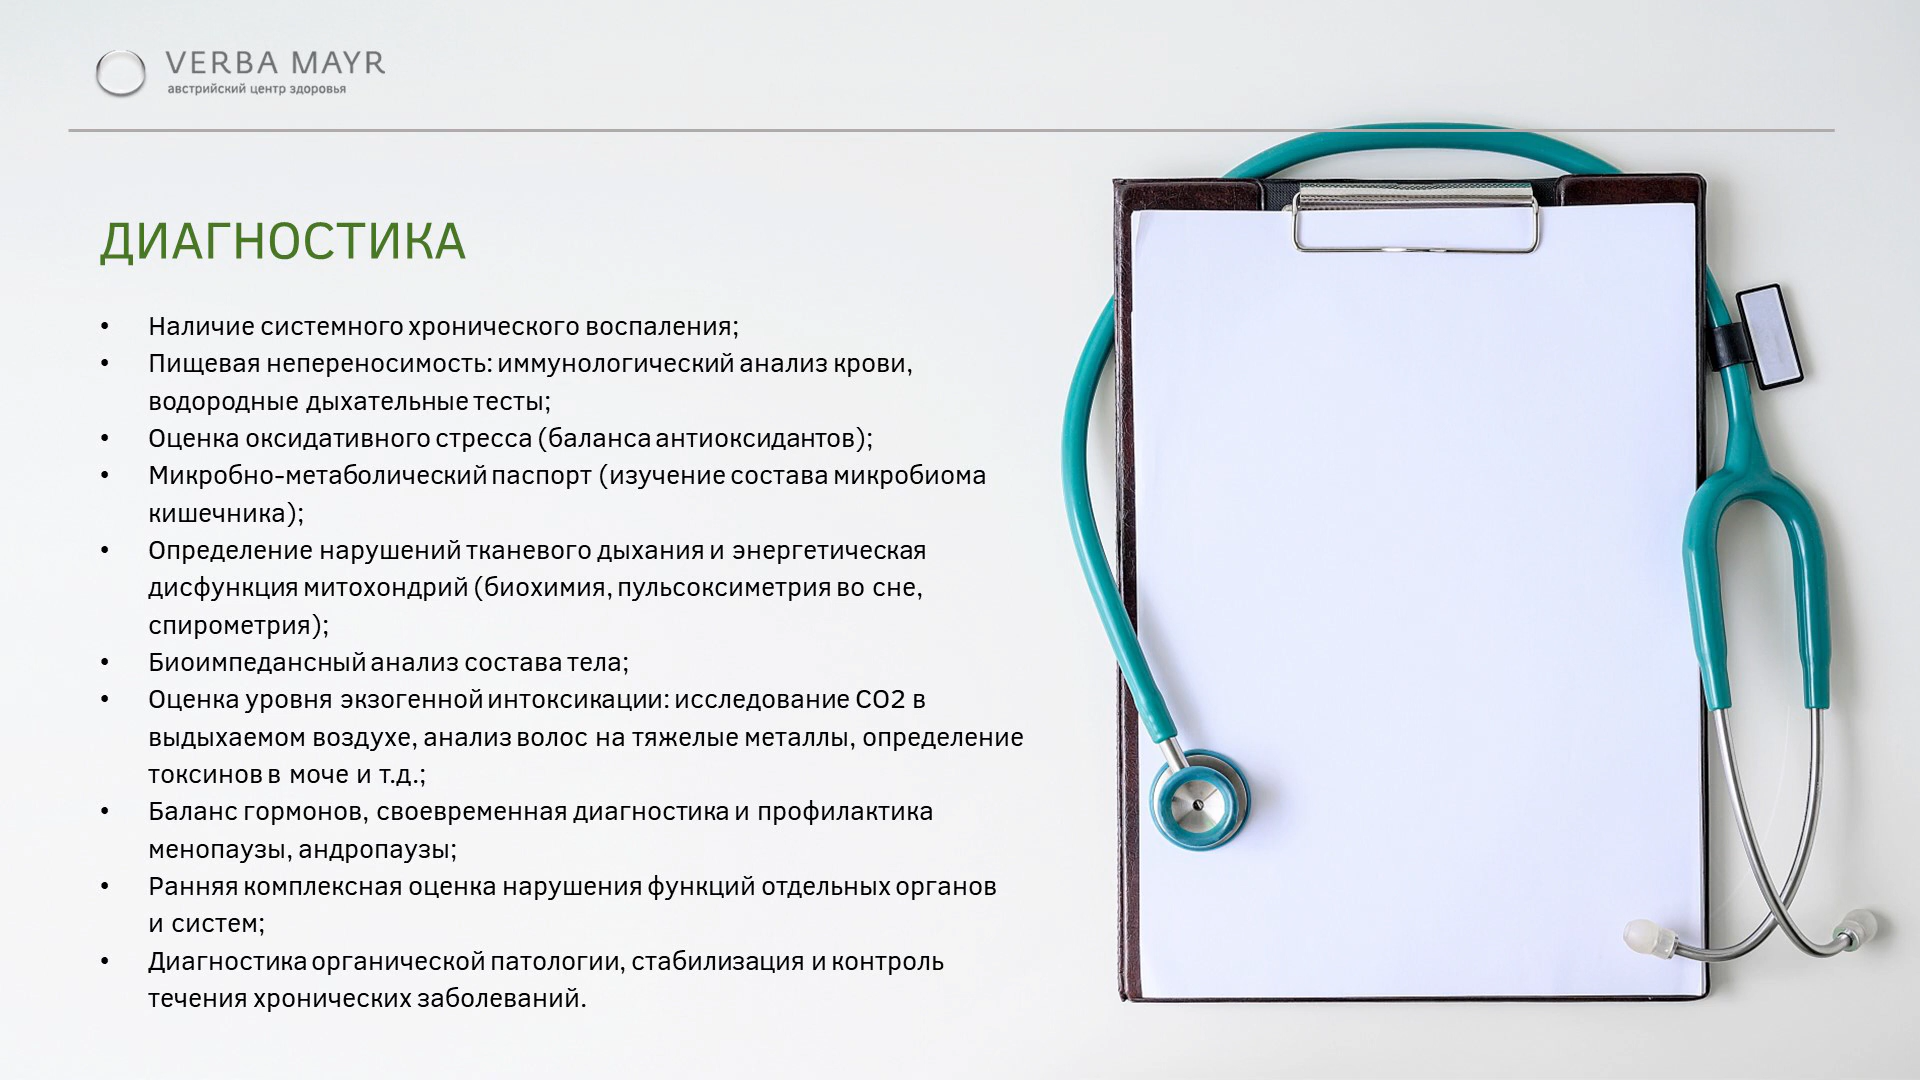 VERBA MAYR
австрийский центр здоровья
ДИАГНОСТИКА
• Наличие системного хронического воспаления;
• Пищевая непереносимость: иммунологический анализ крови,
водородные дыхательные тесты;
• Оценка оксидативного стресса (баланса антиоксидантов);
• Микробно-метаболический паспорт (изучение состава микробиома
кишечника);
• Определение нарушений тканевого дыхания и энергетическая
дисфункция митохондрий (биохимия, пульсоксиметрия во сне,
спирометрия);
• Биоимпедансный анализ состава тела;
• Оценка уровня экзогенной интоксикации: исследование СО2 в
выдыхаемом воздухе, анализ волос на тяжелые металлы, определение
токсинов в моче и т.д.;
• Баланс гормонов, своевременная диагностика и профилактика
менопаузы, андропаузы;
• Ранняя комплексная оценка нарушения функций отдельных органов
и систем;
• Диагностика органической патологии, стабилизация и контроль
течения хронических заболеваний.